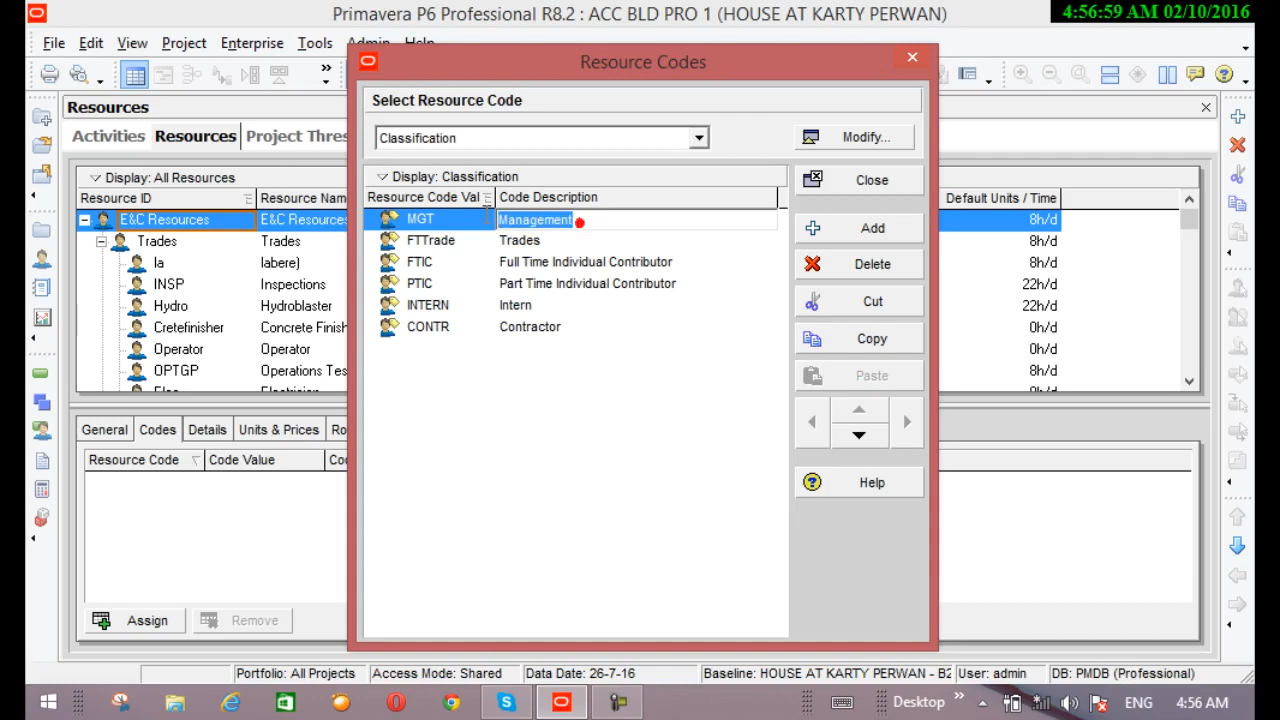 Primavera P6 Professional R8.2 : ACC BLD PRO 1 (HOUSE AT KARTY PERWAN)
4:56:59 AM 02/10/2016
File Edit View Project Enterprise Tools Admin Help
Resource Codes
Resources
Activities Resources Project Thres
Display: All Resources
Resource ID Resource Nam Default Units / Time
E&C Resources E&C Resources 8h/d
Trades Trades 8h/d
la labere) 8h/d
INSP Inspections 22h/d
Hydro Hydroblaster 22h/d
Cretefinisher Concrete Finish 0h/d
Operator Operator 0h/d
OPTGP Operations Test 8h/d
Select Resource Code
Classification
Modify...
Display: Classification
Resource Code Val Code Description
MGT Management
FTTrade Trades
FTIC Full Time Individual Contributor
PTIC Part Time Individual Contributor
INTERN Intern
CONTR Contractor
Close
Add
Delete
Cut
Copy
Paste
Help
General Codes Details Units & Prices Ro
Resource Code Code Value Cod
Assign Remove
Portfolio: All Projects Access Mode: Shared Data Date: 26-7-16 Baseline: HOUSE AT KARTY PERWAN - B2 User: admin DB: PMDB (Professional)
Desktop ENG 4:56 AM